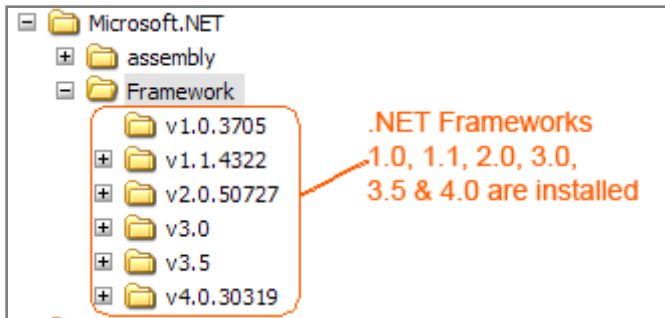 Microsoft.NET
assembly
Framework
v1.0.3705
v1.1.4322
v2.0.50727
v3.0
v3.5
v4.0.30319
.NET Frameworks
1.0, 1.1, 2.0, 3.0,
3.5 & 4.0 are installed